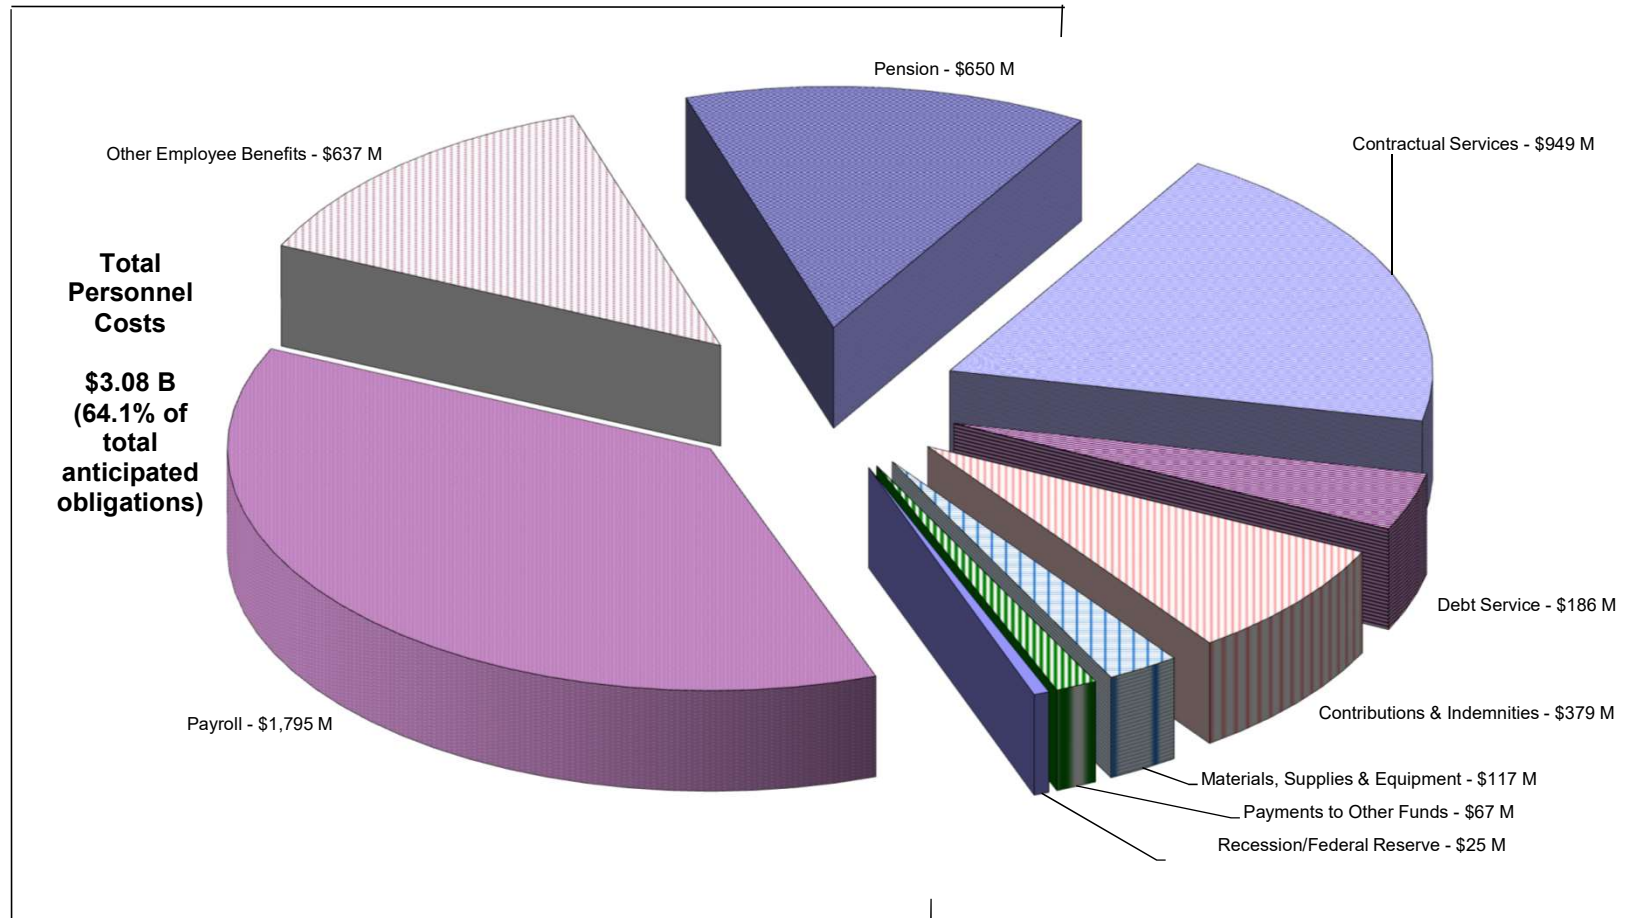 Pension - $650 M
Contractual Services - $949 M
Other Employee Benefits - $637 M
Total
Personnel
Costs
$3.08 B
(64.1% of
total
anticipated
obligations)
Debt Service - $186 M
Contributions & Indemnities - $379 M
Payroll - $1,795 M
Materials, Supplies & Equipment - $117 M
Payments to Other Funds - $67 M
Recession/Federal Reserve - $25 M